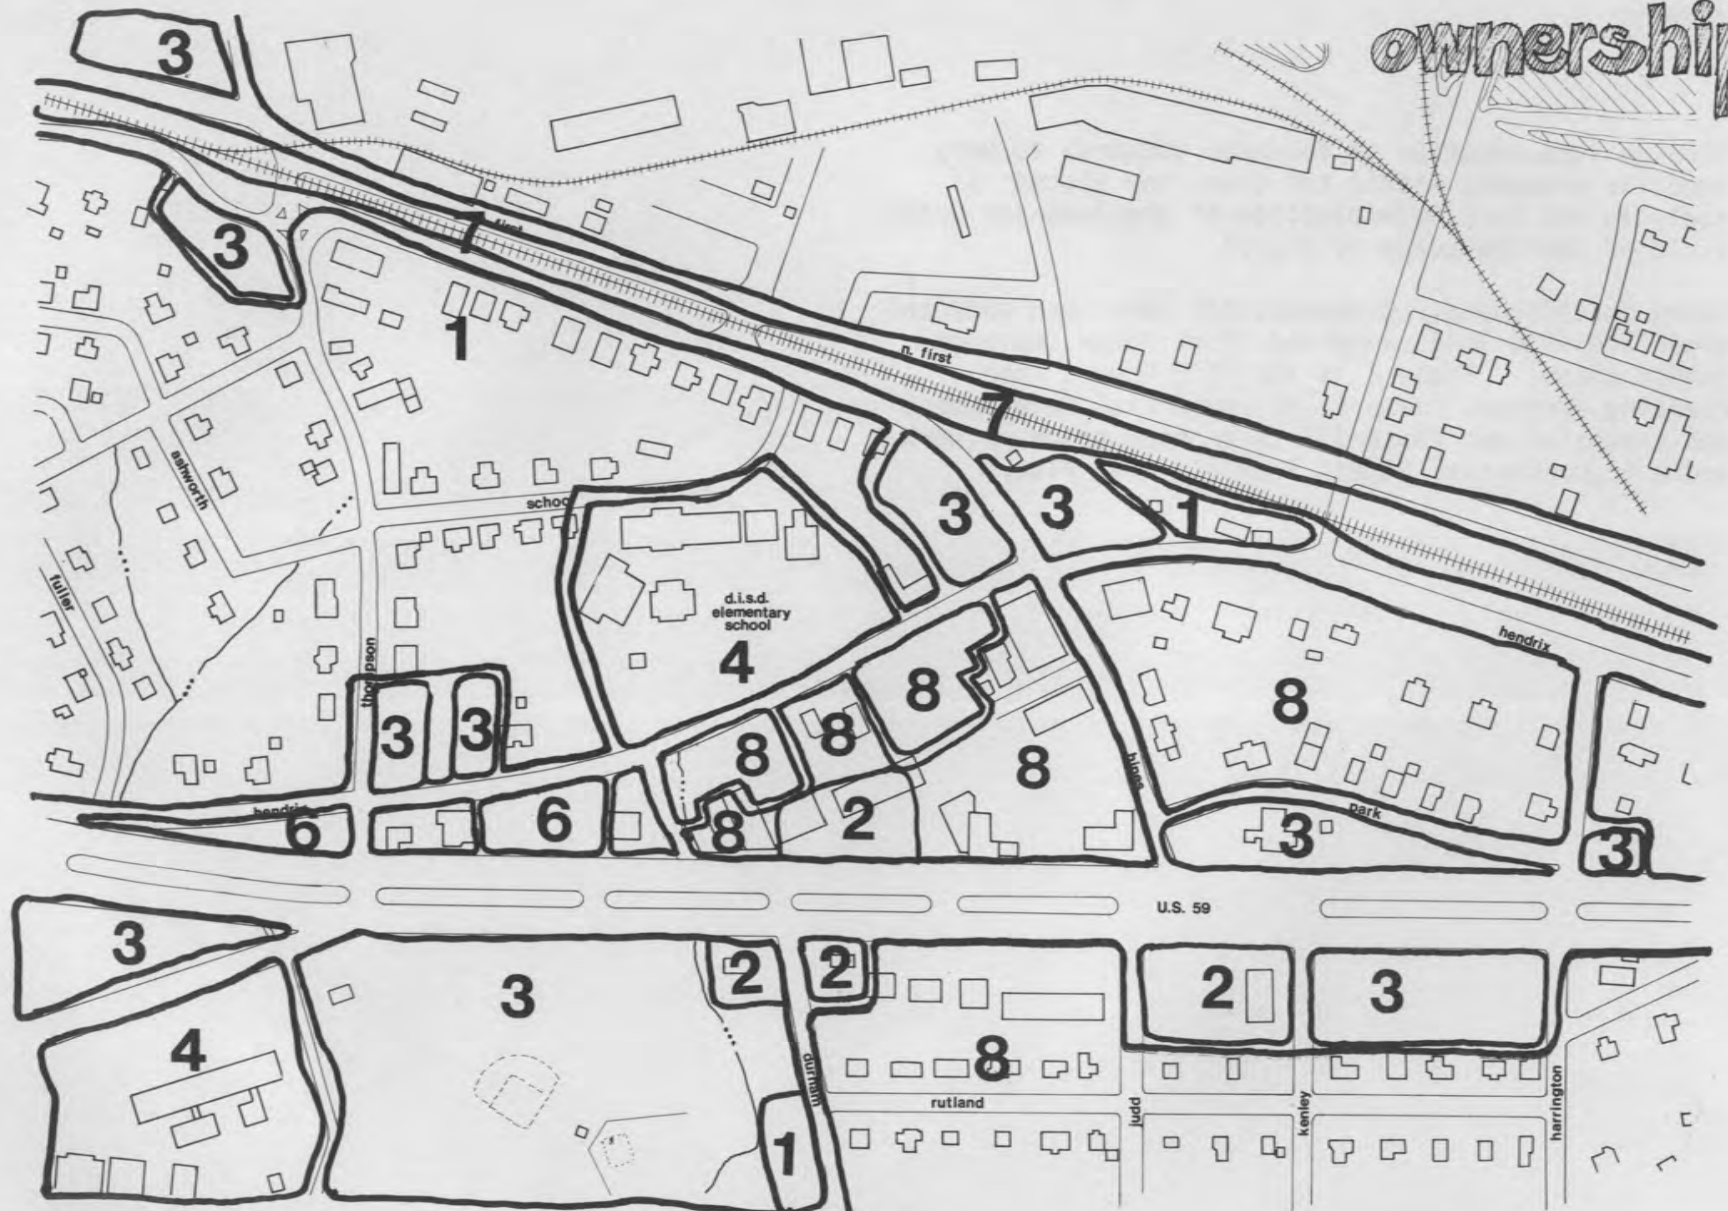 ownership
3
3
7
first
1
n. first
7
ashworth
school
3
3
1
fuller
d.i.s.d.
elementary
school
4
thompson
hendrix
8
8
3
3
8
8
8
hines
hendrix
6
6
8
2
park
3
3
U.S. 59
3
3
2
2
2
3
4
8
durham
rutland
judd
kenley
harrington
1